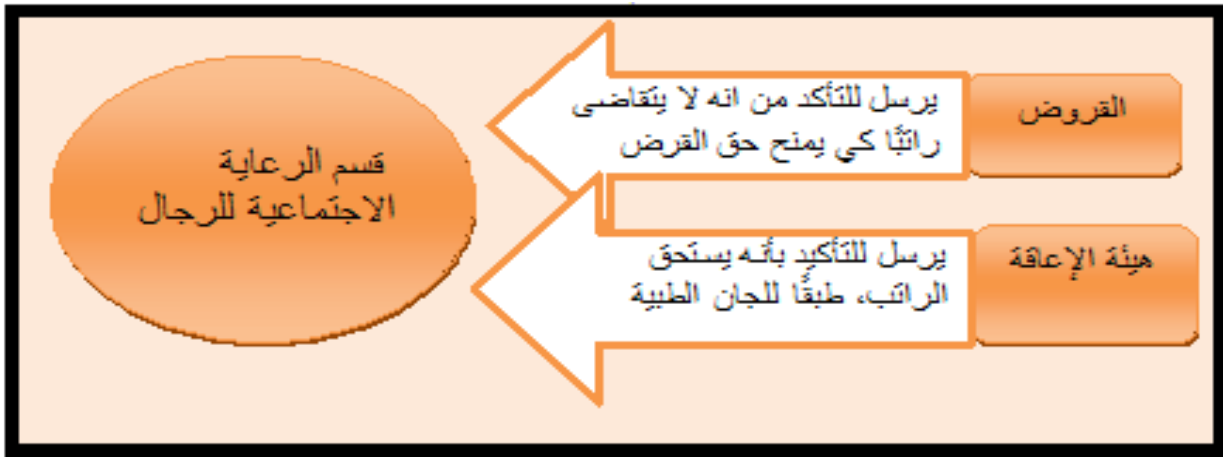 القروض
يرسل للتأكد من انه لا يتقاضى
راتبًا كي يمنح حق القرض
قسم الرعاية
الاجتماعية للرجال
هيئة الإعاقة
يرسل للتأكيد بأنه يستحق
الراتب، طبقًا للجان الطبية